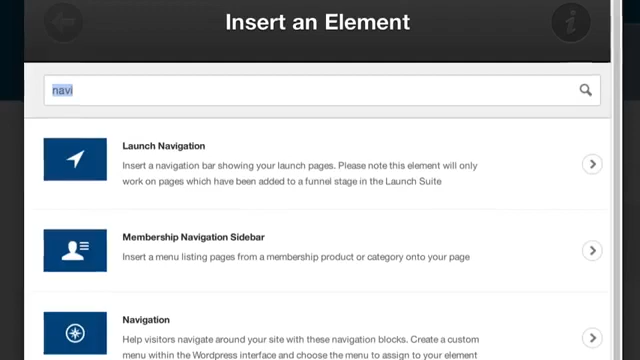 Insert an Element
navi
Launch Navigation
Insert a navigation bar showing your launch pages. Please note this element will only
work on pages which have been added to a funnel stage in the Launch Suite
Membership Navigation Sidebar
Insert a menu listing pages from a membership product or category onto your page
Navigation
Help visitors navigate around your site with these navigation blocks. Create a custom
menu within the Wordpress interface and choose the menu to assign to your element